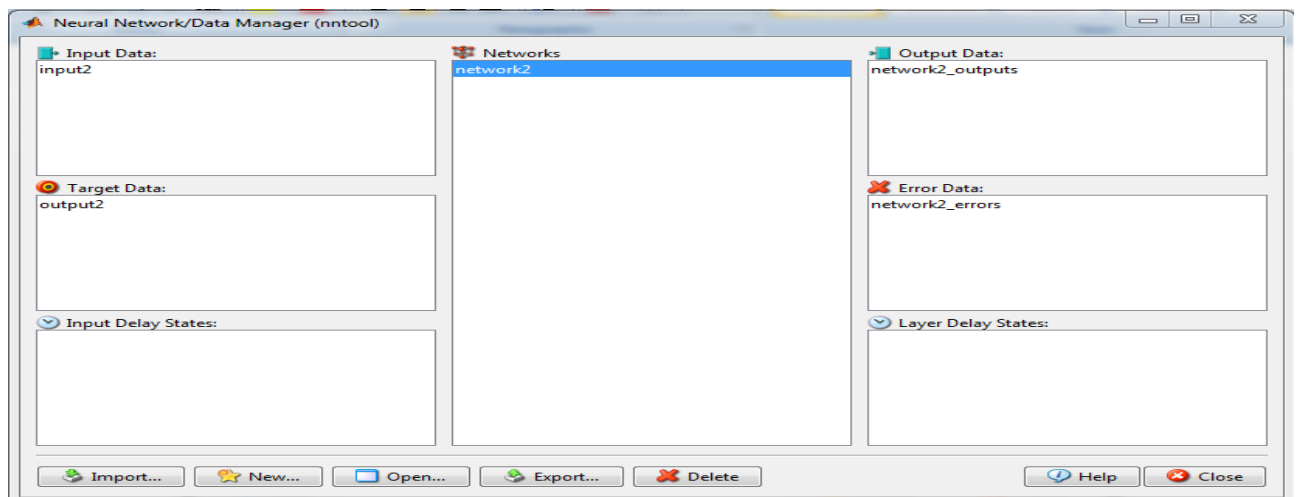 Neural Network/Data Manager (nntool)
Input Data:
input2
Networks
network2
Output Data:
network2_outputs
Target Data:
output2
Error Data:
network2_errors
Input Delay States:
Layer Delay States:
Import...
New...
Open...
Export...
Delete
Help
Close